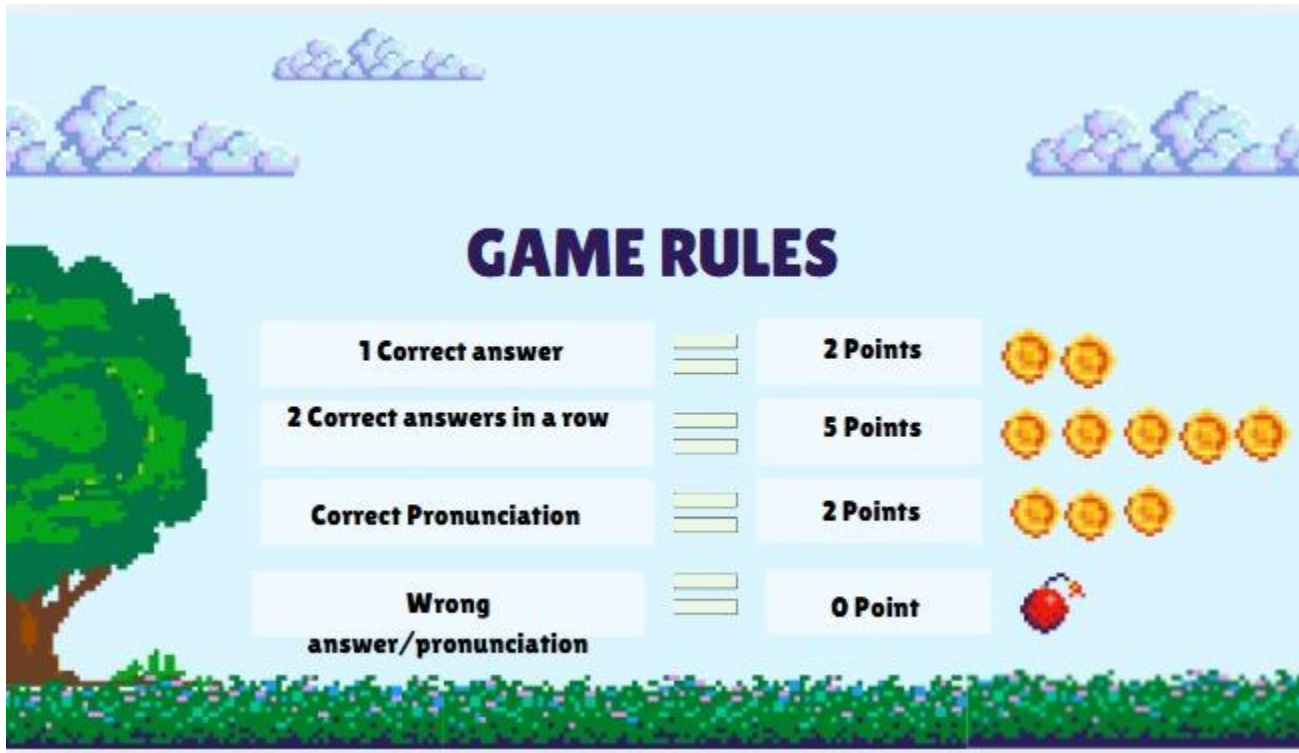 GAME RULES
1 Correct answer
2 Points
2 Correct answers in a row
5 Points
Correct Pronunciation
2 Points
Wrong
answer/pronunciation
0 Point